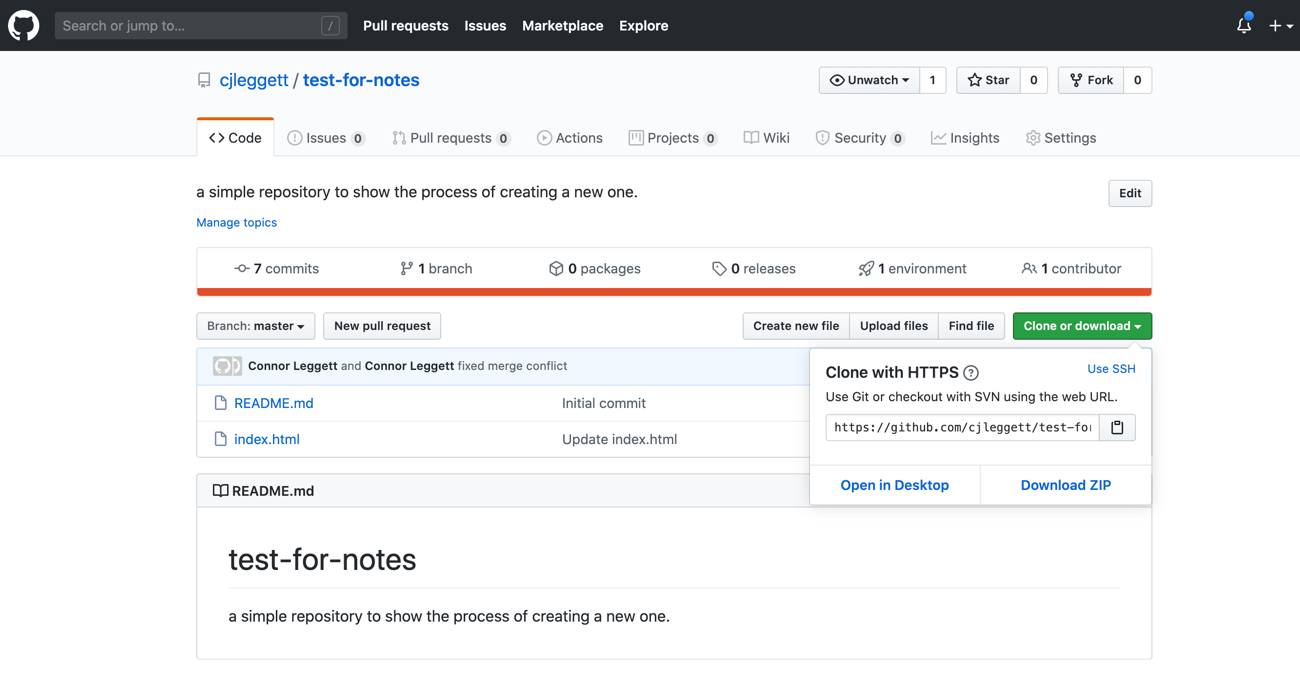 Search or jump to... / Pull requests Issues Marketplace Explore
cjleggett / test-for-notes Unwatch 1 Star 0 Fork 0
Code Issues 0 Pull requests 0 Actions Projects 0 Wiki Security 0 Insights Settings
a simple repository to show the process of creating a new one. Edit
Manage topics
7 commits 1 branch 0 packages 0 releases 1 environment 1 contributor
Branch: master New pull request Create new file Upload files Find file Clone or download
Connor Leggett and Connor Leggett fixed merge conflict
README.md Initial commit
index.html Update index.html
Clone with HTTPS ? Use SSH
Use Git or checkout with SVN using the web URL.
https://github.com/cjleggett/test-for
Open in Desktop Download ZIP
README.md
test-for-notes
a simple repository to show the process of creating a new one.